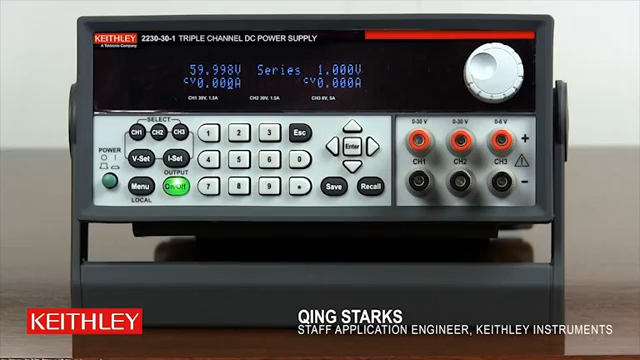 KEITHLEY
A Tektronix Company
2230-30-1 TRIPLE CHANNEL DC POWER SUPPLY
59.998V Series 1.000V
CV 0.000A CV 0.000A
CH1 30V, 1.5A CH2 30V, 1.5A CH3 6V, 5A
SELECT
CH1 CH2 CH3
1 2 3 Esc
0-30 V 0-30 V 0-6 V
+
POWER
V-Set I-Set
4 5 6 0
Enter
CH1 CH2 CH3
OUTPUT
Menu On/Off
7 8 9 •
Save Recall
-
LOCAL
KEITHLEY
QING STARKS
STAFF APPLICATION ENGINEER, KEITHLEY INSTRUMENTS